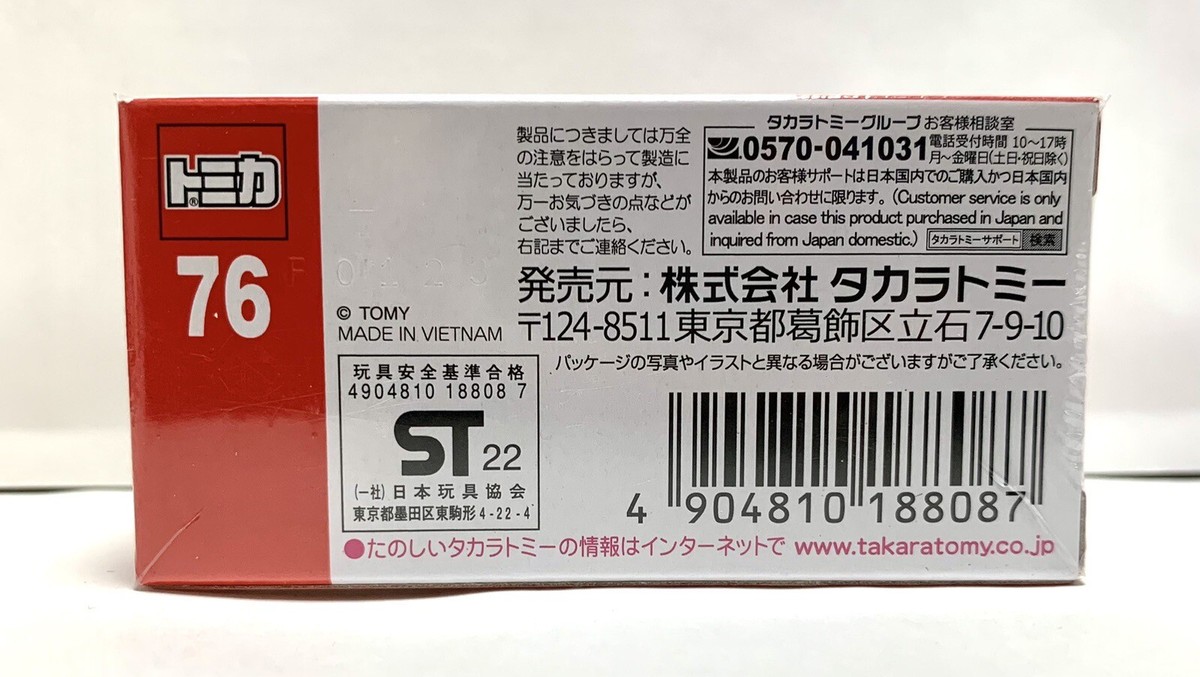 トミカ®
76
© TOMY
MADE IN VIETNAM
玩具安全基準合格
4904810 18808 7
ST 22
(一社)日本玩具協会
東京都墨田区東駒形4-22-4
製品につきましては万全
の注意をはらって製造に
当たっておりますが、
万一お気づきの点などが
ございましたら、
右記までご連絡ください。
タカラトミーグループ お客様相談室
0570-041031 電話受付時間 10〜17時
月〜金曜日(土日・祝日除く)
本製品のお客様サポートは日本国内でのご購入かつ日本国内
からのお問い合わせに限ります。(Customer service is only
available in case this product purchased in Japan and
inquired from Japan domestic.) タカラトミーサポート 検索
発売元:株式会社 タカラトミー
〒124-8511東京都葛飾区立石7-9-10
パッケージの写真やイラストと異なる場合がございますがご了承ください。
4 904810 188087
●たのしいタカラトミーの情報はインターネットで www.takaratomy.co.jp